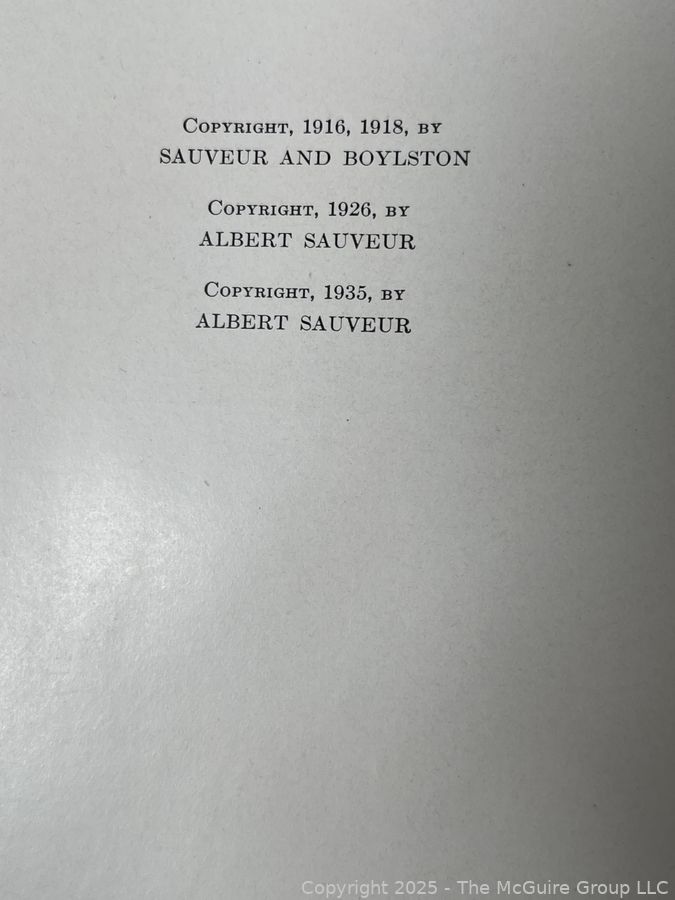 Copyright, 1916, 1918, by
SAUVEUR AND BOYLSTON
Copyright, 1926, by
ALBERT SAUVEUR
Copyright, 1935, by
ALBERT SAUVEUR
Copyright 2025 - The McGuire Group LLC